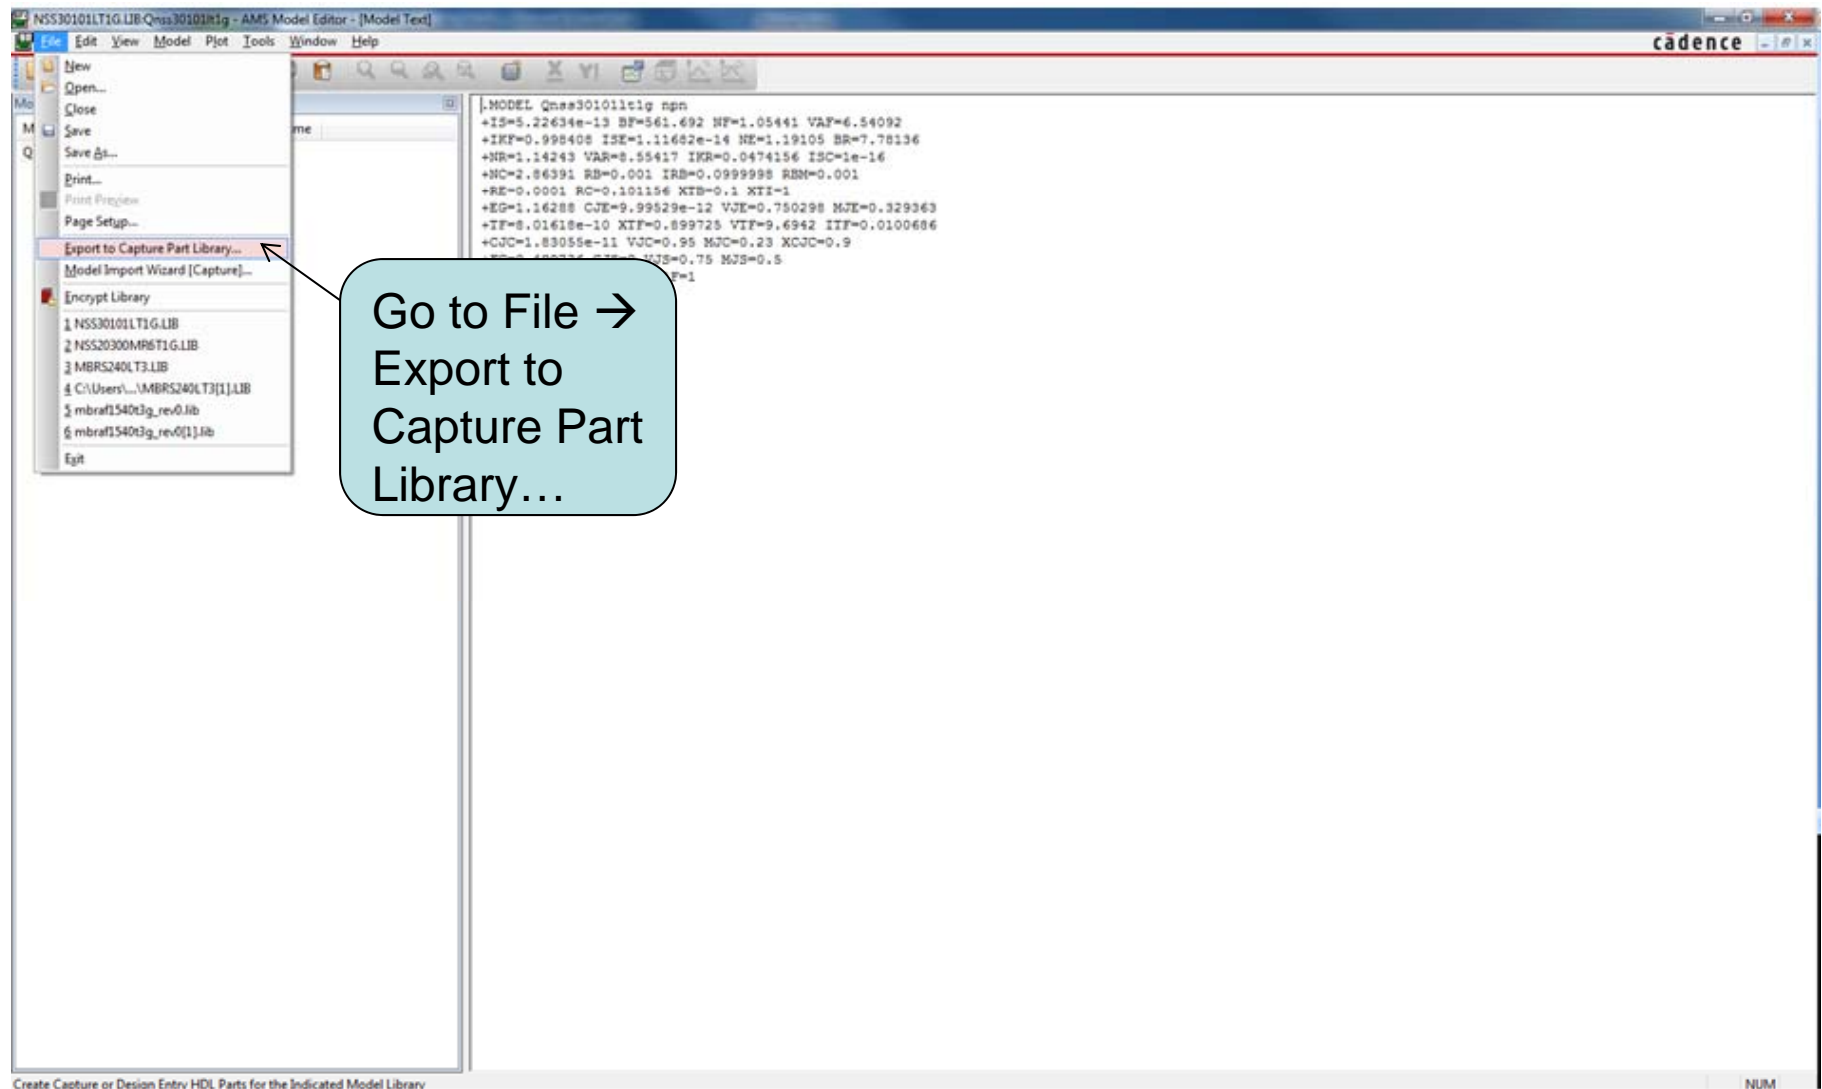 NSS30101LT1G.LIB:Qnss30101lt1g - AMS Model Editor - [Model Text]
File Edit View Model Plot Tools Window Help
cādence
New
Open...
Close
Save
Save As...
Print...
Print Preview
Page Setup...
Export to Capture Part Library...
Model Import Wizard [Capture]...
Encrypt Library
1 NSS30101LT1G.LIB
2 NSS20300MR6T1G.LIB
3 MBRS240LT3.LIB
4 C:\Users\...\MBRS240LT3[1].LIB
5 mbraf1540t3g_rev0.lib
6 mbraf1540t3g_rev0[1].lib
Exit
Mo
M
me
Q
.MODEL Qnss30101lt1g npn
+IS=5.22634e-13 BF=561.692 NF=1.05441 VAF=6.54092
+IKF=0.998408 ISE=1.11682e-14 NE=1.19105 BR=7.78136
+NR=1.14243 VAR=8.55417 IKR=0.0474156 ISC=1e-16
+NC=2.86391 RB=0.001 IRB=0.0999998 RBM=0.001
+RE=0.0001 RC=0.101156 XTB=0.1 XTI=1
+EG=1.16288 CJE=9.99529e-12 VJE=0.750298 MJE=0.329363
+TF=8.01618e-10 XTF=0.899725 VTF=9.6942 ITF=0.0100686
+CJC=1.83055e-11 VJC=0.95 MJC=0.23 XCJC=0.9
VJS=0.75 MJS=0.5
F=1
Go to File →
Export to
Capture Part
Library…
Create Capture or Design Entry HDL Parts for the Indicated Model Library
NUM